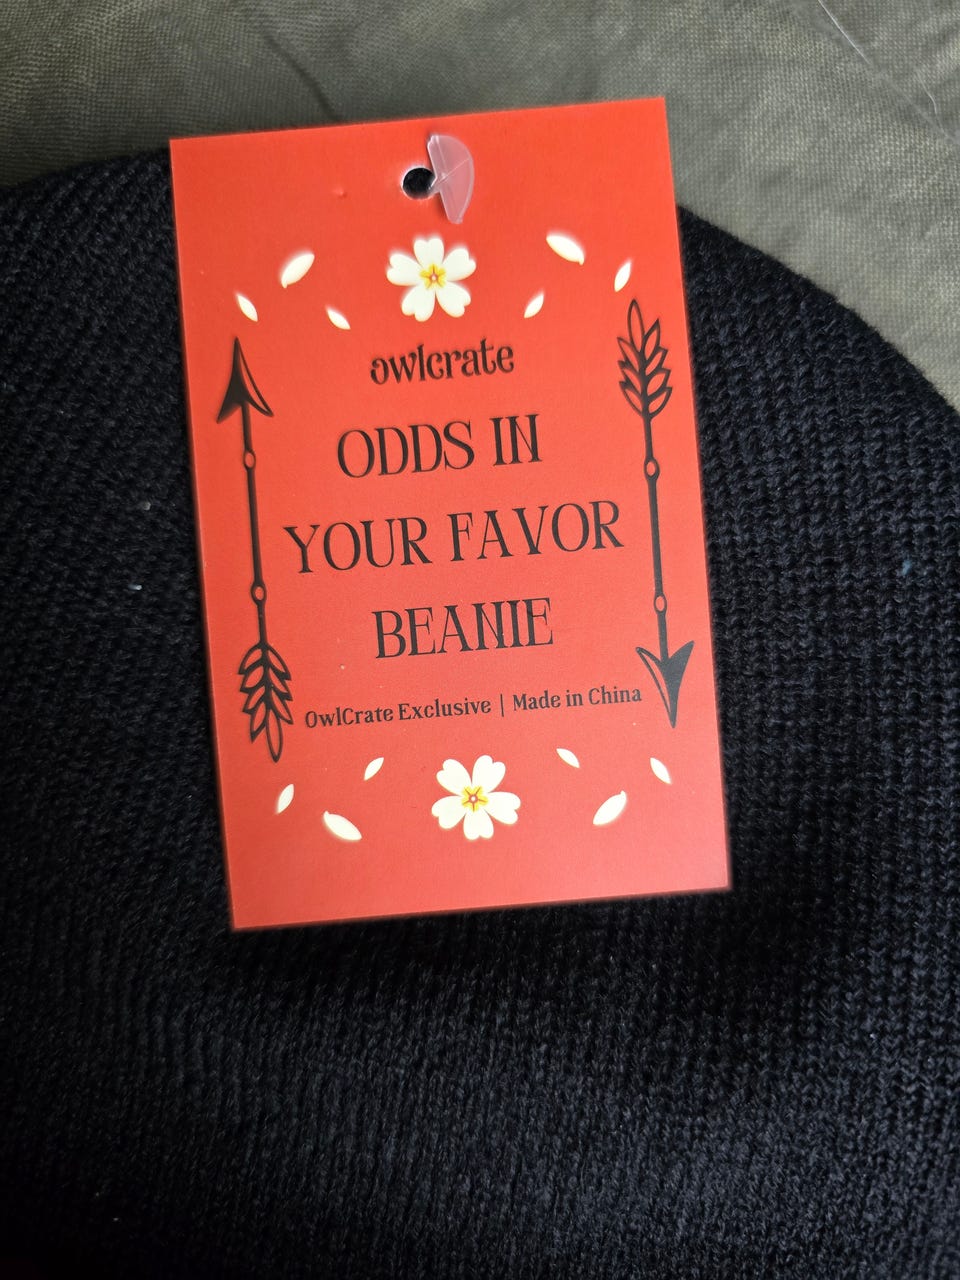 owlcrate
ODDS IN
YOUR FAVOR
BEANIE
OwlCrate Exclusive | Made in China